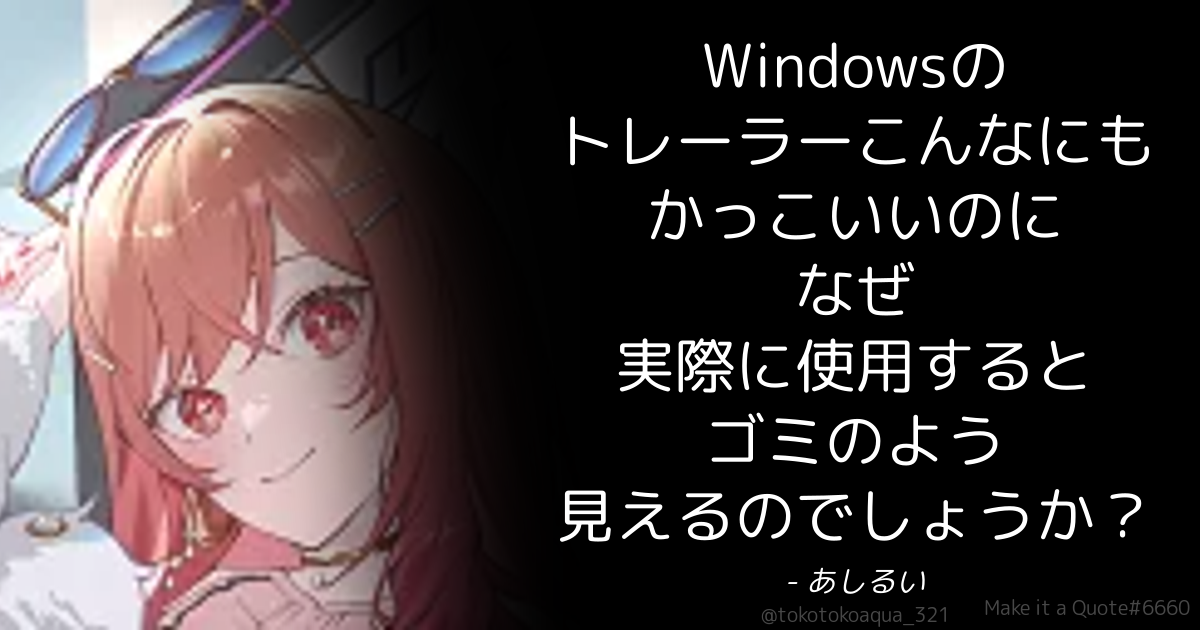 Windowsの
トレーラーこんなにも
かっこいいのに
なぜ
実際に使用すると
ゴミのよう
見えるのでしょうか？
- あしるい
@tokotokoaqua_321
Make it a Quote#6660